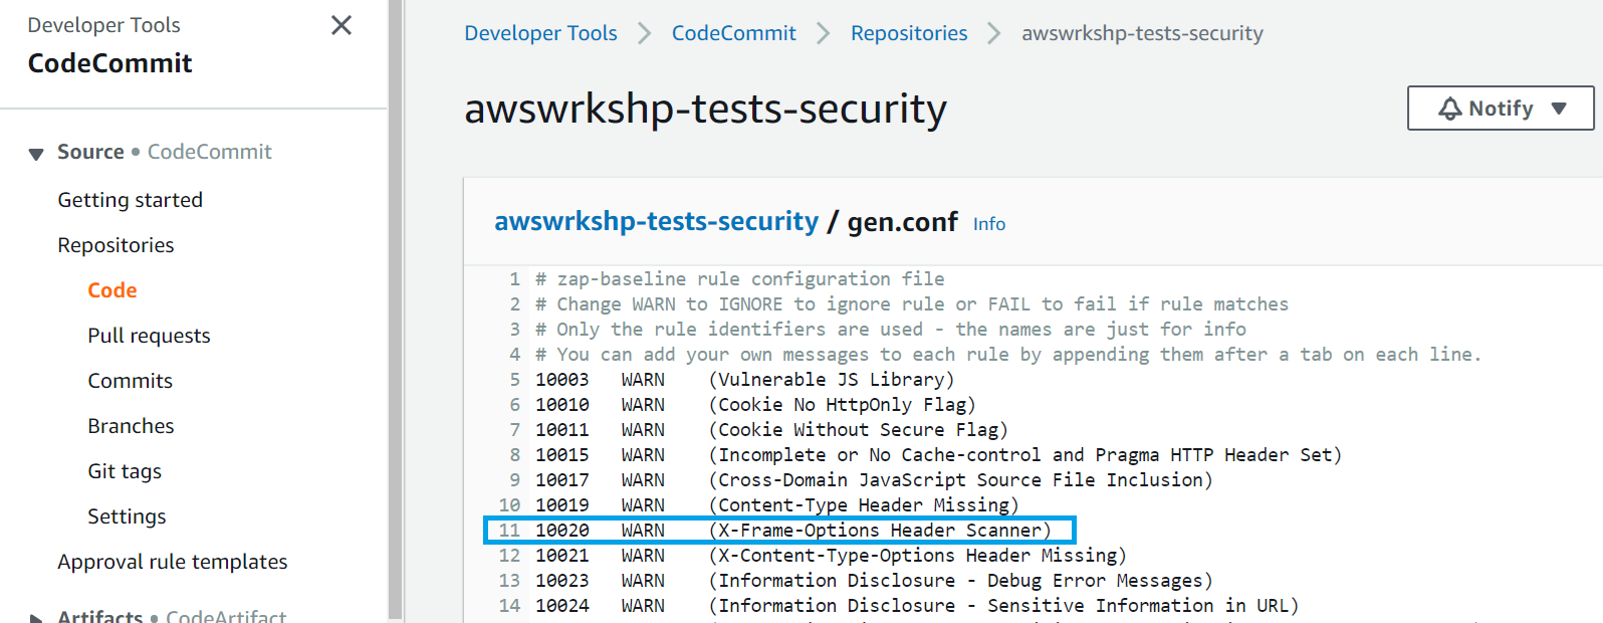 Developer Tools
CodeCommit
Source • CodeCommit
Getting started
Repositories
Code
Pull requests
Commits
Branches
Git tags
Settings
Approval rule templates
Artifacts • CodeArtifact
Developer Tools > CodeCommit > Repositories > awswrkshp-tests-security
awswrkshp-tests-security
Notify
awswrkshp-tests-security / gen.conf Info
1 # zap-baseline rule configuration file
2 # Change WARN to IGNORE to ignore rule or FAIL to fail if rule matches
3 # Only the rule identifiers are used - the names are just for info
4 # You can add your own messages to each rule by appending them after a tab on each line.
5 10003 WARN (Vulnerable JS Library)
6 10010 WARN (Cookie No HttpOnly Flag)
7 10011 WARN (Cookie Without Secure Flag)
8 10015 WARN (Incomplete or No Cache-control and Pragma HTTP Header Set)
9 10017 WARN (Cross-Domain JavaScript Source File Inclusion)
10 10019 WARN (Content-Type Header Missing)
11 10020 WARN (X-Frame-Options Header Scanner)
12 10021 WARN (X-Content-Type-Options Header Missing)
13 10023 WARN (Information Disclosure - Debug Error Messages)
14 10024 WARN (Information Disclosure - Sensitive Information in URL)